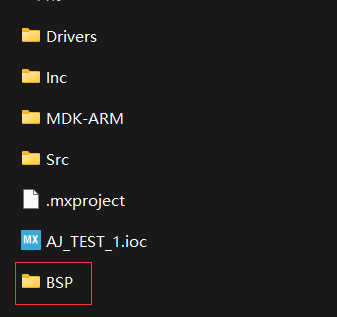 Drivers
Inc
MDK-ARM
Src
.mxproject
MX AJ_TEST_1.ioc
BSP